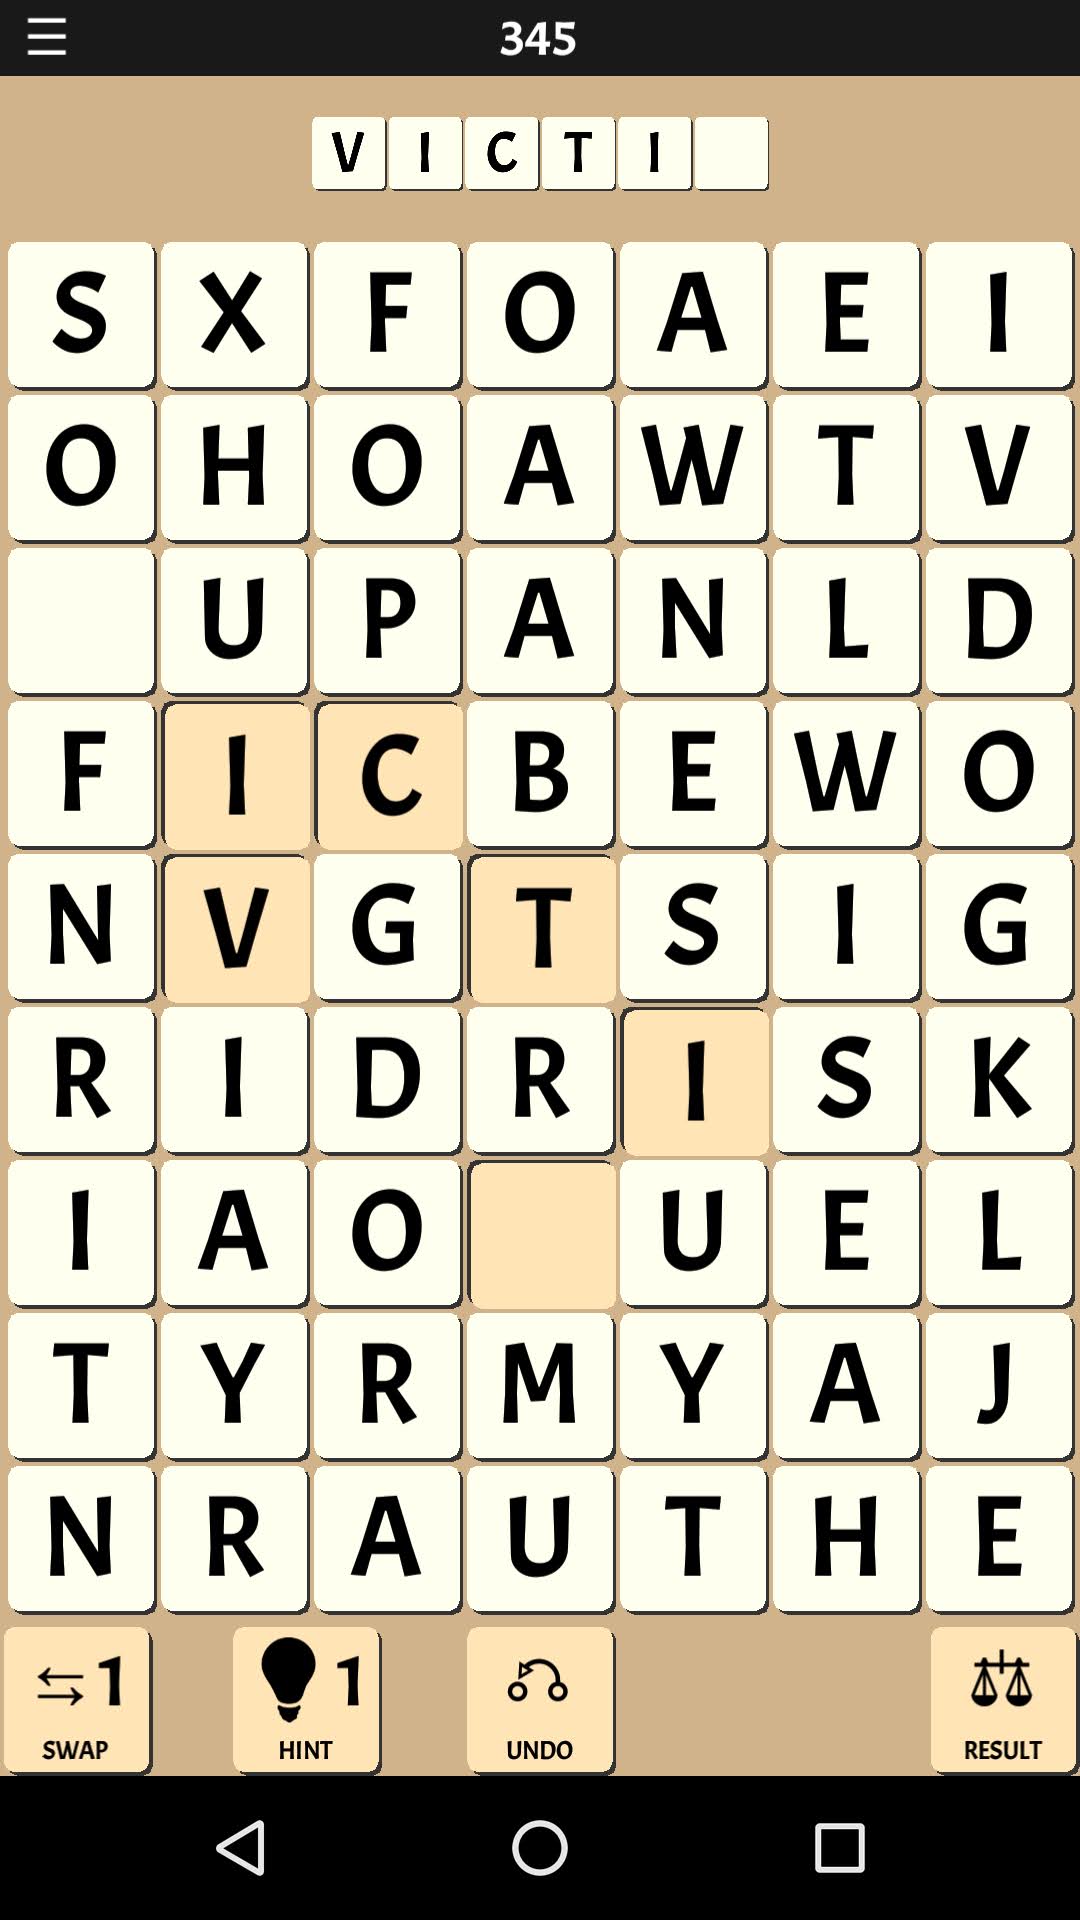 345
V I C T I
S X F O A E I
O H O A W T V
U P A N L D
F I C B E W O
N V G T S I G
R I D R I S K
I A O U E L
T Y R M Y A J
N R A U T H E
1 1
SWAP HINT UNDO RESULT